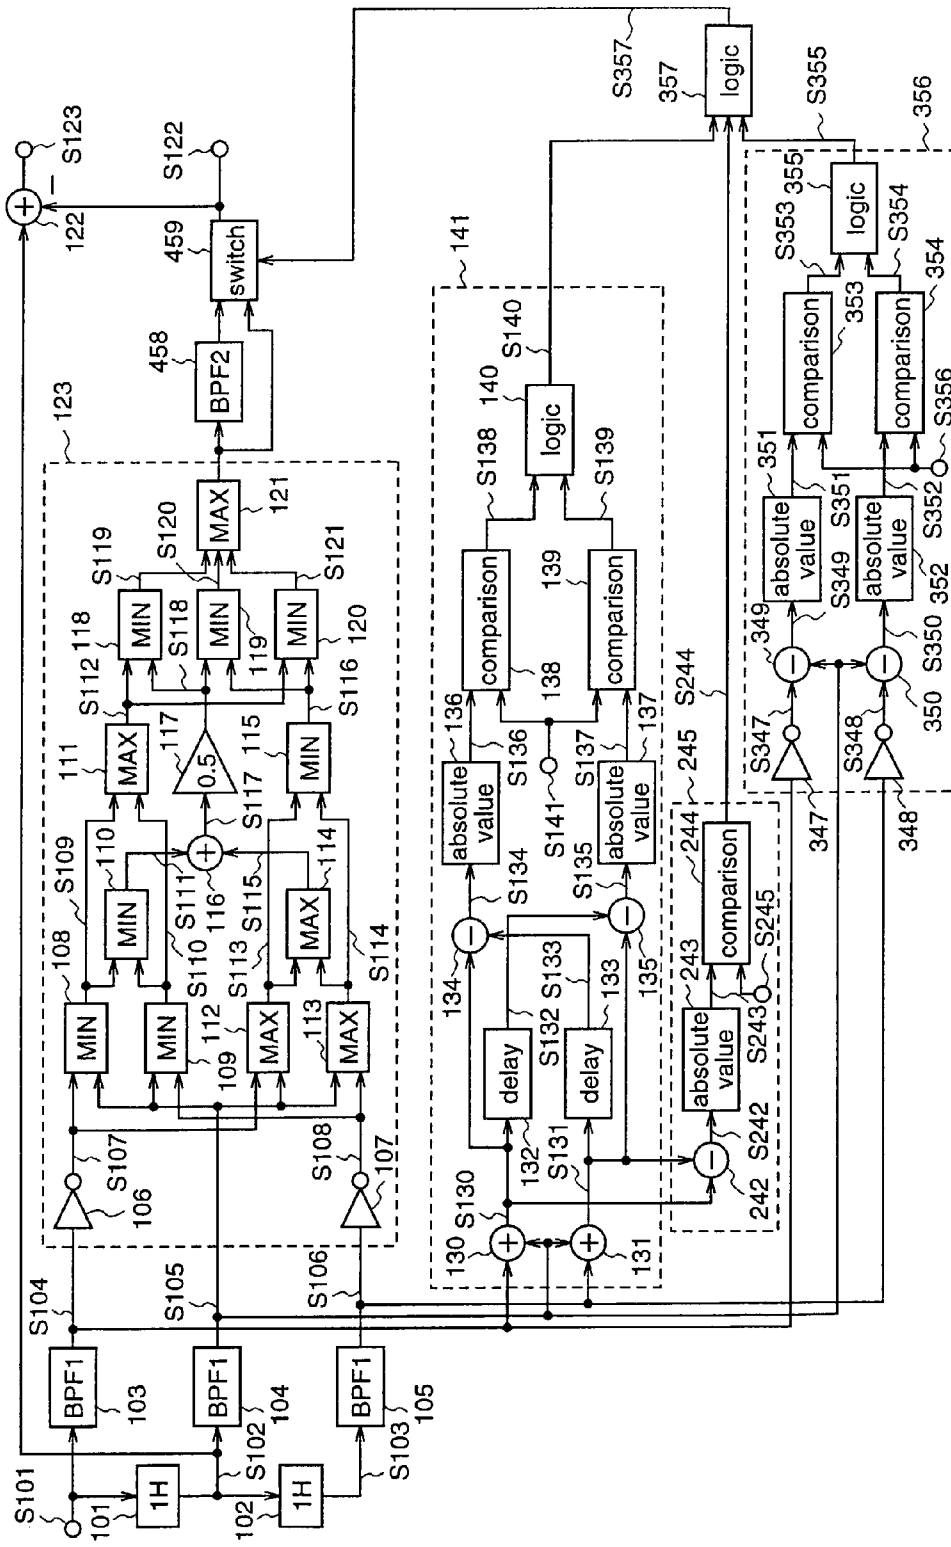 S101
101
1H
S102
102
1H
S103
BPF1
103
BPF1
104
BPF1
105
S104
S105
S106
123
106
S107
107
S108
MIN
108
MIN
109
MAX
112
MAX
113
S109
S110
MIN
110
S111
S113
S114
MAX
114
S115
116
S117
0.5
117
MAX
111
S112
MIN
115
S116
S118
MIN
118
MIN
119
MIN
120
S119
S120
S121
MAX
121
BPF2
458
switch
459
S122
122
S123
+
−
141
+
130
S130
+
131
S131
delay
132
S132
delay
133
S133
−
134
S134
−
135
S135
absolute value
136
S136
absolute value
137
S137
S141
comparison
138
S138
comparison
139
S139
logic
140
S140
245
−
242
S242
absolute value
243
S243
S245
comparison
244
S244
356
347
S347
348
S348
−
349
S349
−
350
S350
absolute value
351
S351
absolute value
352
S352
S356
comparison
353
S353
comparison
354
S354
logic
355
S355
logic
357
S357
+